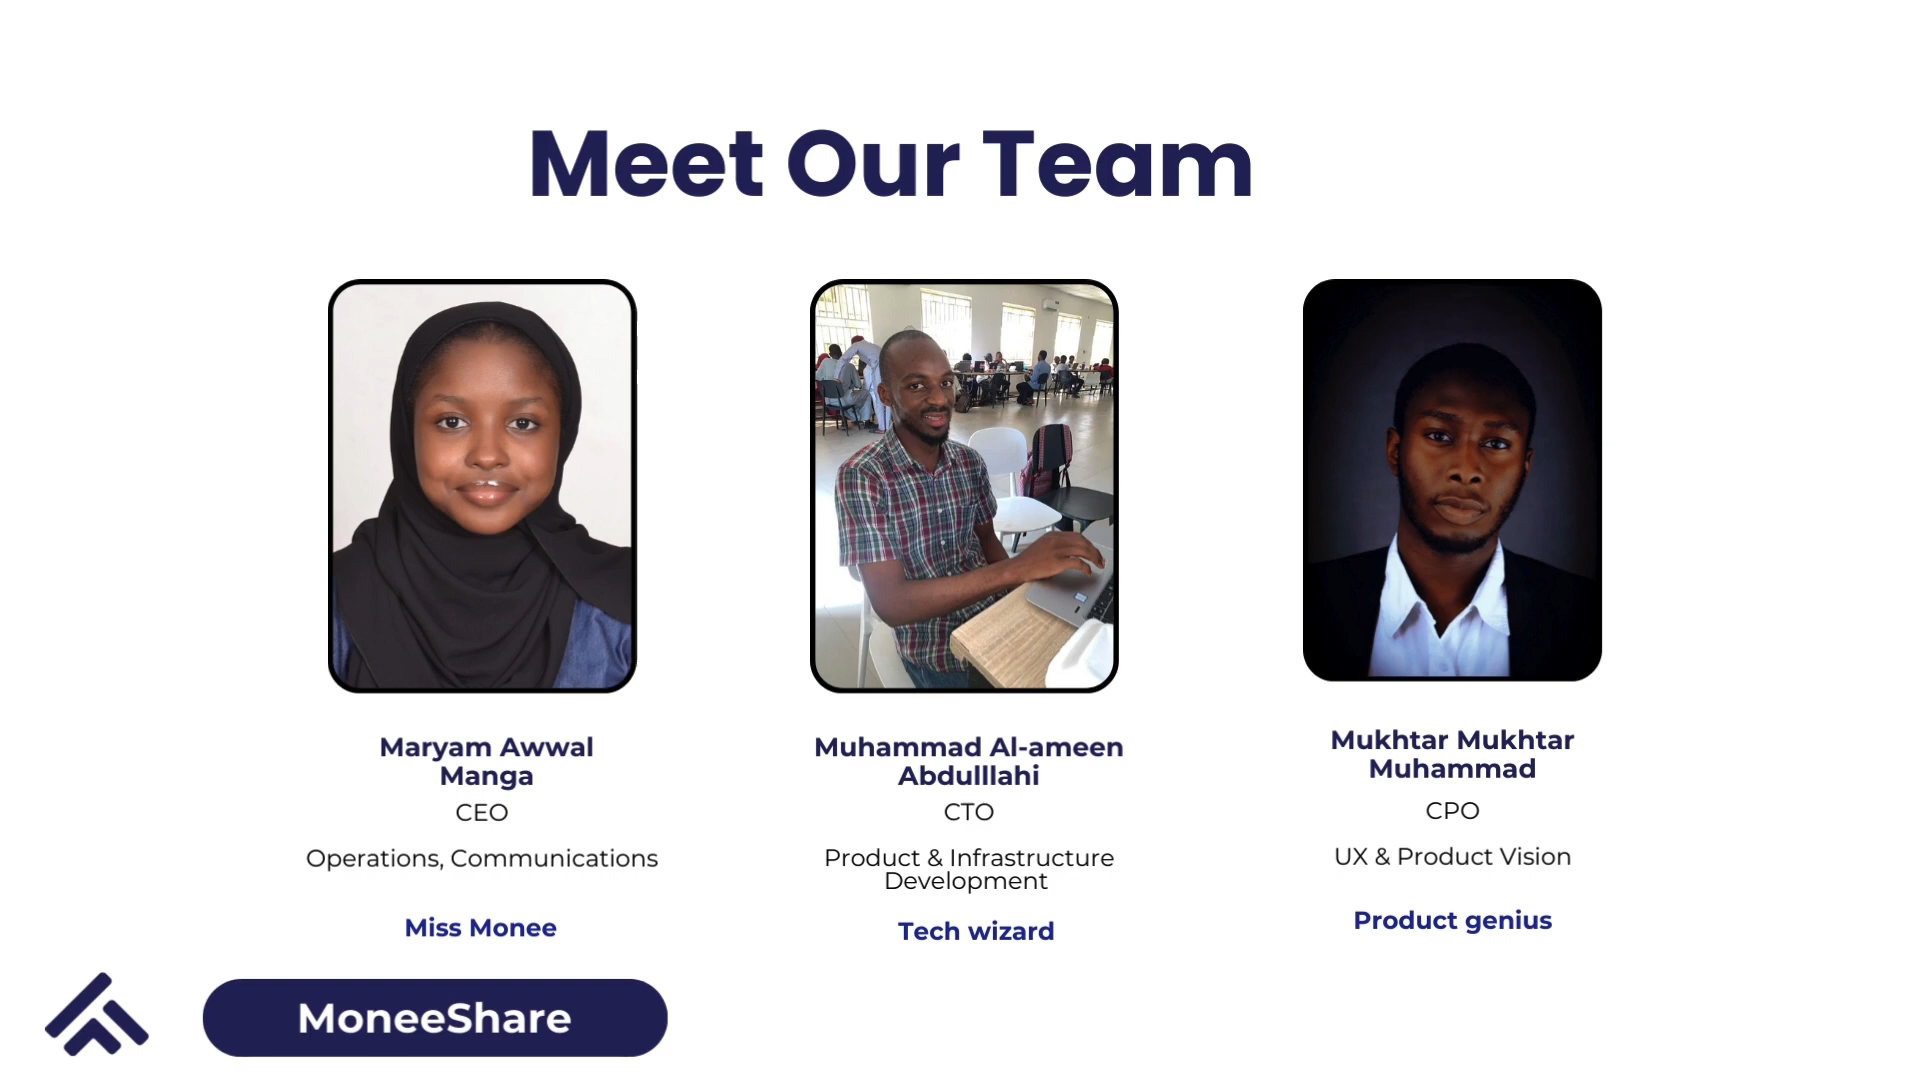 Meet Our Team
Maryam Awwal
Manga
CEO
Operations, Communications
Miss Monee
Muhammad Al-ameen
Abdulllahi
CTO
Product & Infrastructure
Development
Tech wizard
Mukhtar Mukhtar
Muhammad
CPO
UX & Product Vision
Product genius
MoneeShare